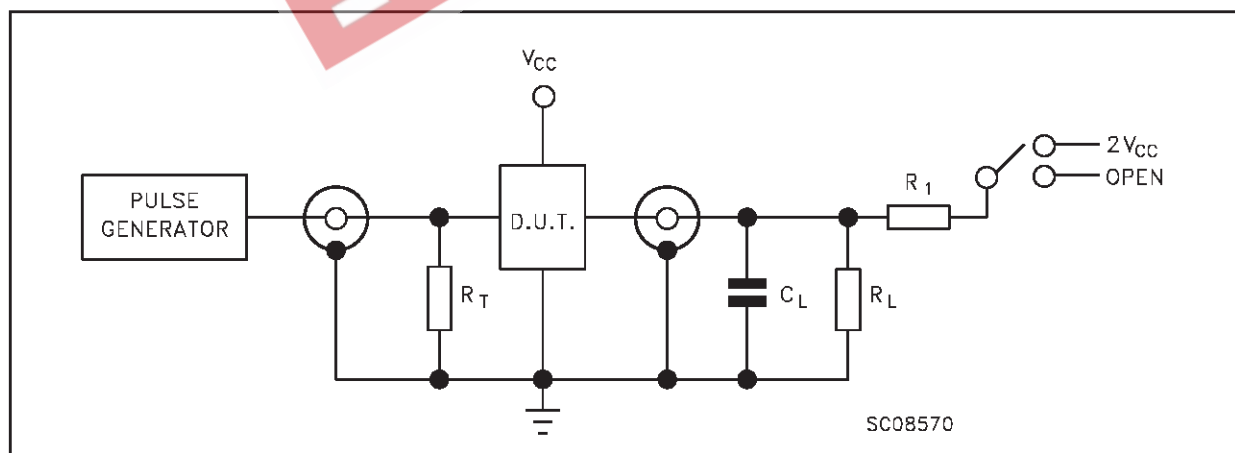 VCC
2VCC
OPEN
R1
PULSE
GENERATOR
D.U.T.
RT
CL
RL
SC08570